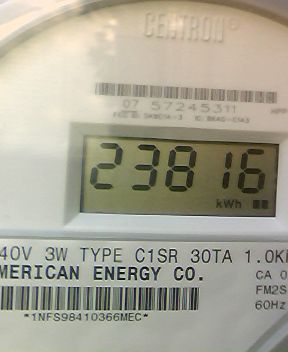 CENTRON®
07 57245311
23816
kWh
40V 3W TYPE C1SR 30TA 1.0K
MERICAN ENERGY CO.
CA 0
FM2S
60Hz
*1NFS98410366MEC*